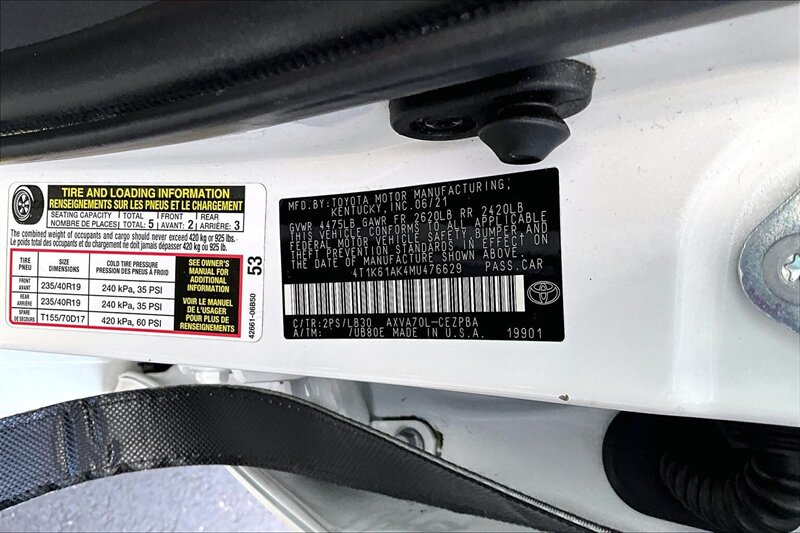 TIRE AND LOADING INFORMATION
RENSEIGNEMENTS SUR LES PNEUS ET LE CHARGEMENT
SEATING CAPACITY TOTAL 5 FRONT 2 REAR 3
NOMBRE DE PLACES TOTAL: AVANT: ARRIÈRE:
The combined weight of occupants and cargo should never exceed 420 kg or 925 lbs.
Le poids total des occupants et du chargement ne doit jamais dépasser 420 kg ou 925 lb.
TIRE PNEU SIZE DIMENSIONS COLD TIRE PRESSURE PRESSION DES PNEUS À FROID
FRONT AVANT 235/40R19 240 kPa, 35 PSI
REAR ARRIÈRE 235/40R19 240 kPa, 35 PSI
SPARE DE SECOURS T155/70D17 420 kPa, 60 PSI
SEE OWNER'S
MANUAL FOR
ADDITIONAL
INFORMATION
VOIR LE MANUEL
DE L'USAGER
POUR PLUS DE
RENSEIGNEMENTS
53
42661-06B50
MFD.BY:TOYOTA MOTOR MANUFACTURING,
KENTUCKY, INC.06/21
GVWR 4475LB GAWR FR 2620LB RR 2420LB
THIS VEHICLE CONFORMS TO ALL APPLICABLE
FEDERAL MOTOR VEHICLE SAFETY,BUMPER,AND
THEFT PREVENTION STANDARDS IN EFFECT ON
THE DATE OF MANUFACTURE SHOWN ABOVE.
4T1K61AK4MU476629 PASS.CAR
C/TR:2PS/LB30 AXVA70L-CEZPBA
A/TM: /UB80E MADE IN U.S.A. 19901